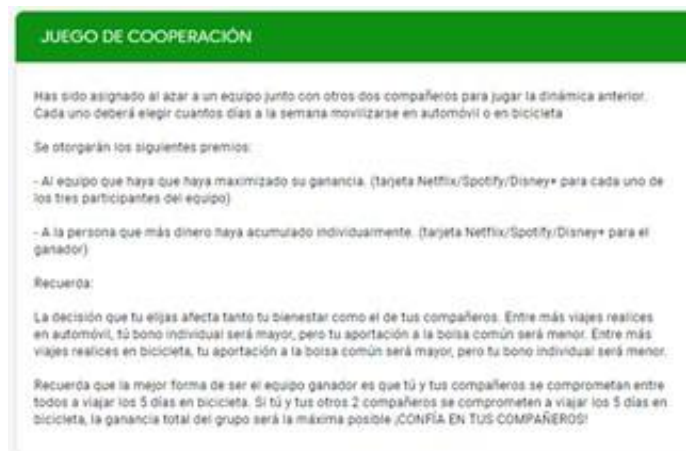 JUEGO DE COOPERACIÓN
Has sido asignado al azar a un equipo junto con otros dos compañeros para jugar la dinámica anterior.
Cada uno deberá elegir cuantos días a la semana movilizarse en automóvil o en bicicleta
Se otorgarán los siguientes premios:
- Al equipo que haya que haya maximizado su ganancia. (tarjeta Netflix/Spotify/Disney+ para cada uno de
los tres participantes del equipo)
- A la persona que más dinero haya acumulado individualmente. (tarjeta Netflix/Spotify/Disney+ para el
ganador)
Recuerda:
La decisión que tu elijas afecta tanto tu bienestar como el de tus compañeros. Entre más viajes realices
en automóvil, tú bono individual será mayor, pero tu aportación a la bolsa común será menor. Entre más
viajes realices en bicicleta, tu aportación a la bolsa común será mayor, pero tu bono individual será menor.
Recuerda que la mejor forma de ser el equipo ganador es que tú y tus compañeros se comprometan entre
todos a viajar los 5 días en bicicleta. Si tú y tus otros 2 compañeros se comprometen a viajar los 5 días en
bicicleta, la ganancia total del grupo será la máxima posible ¡CONFÍA EN TUS COMPAÑEROS!